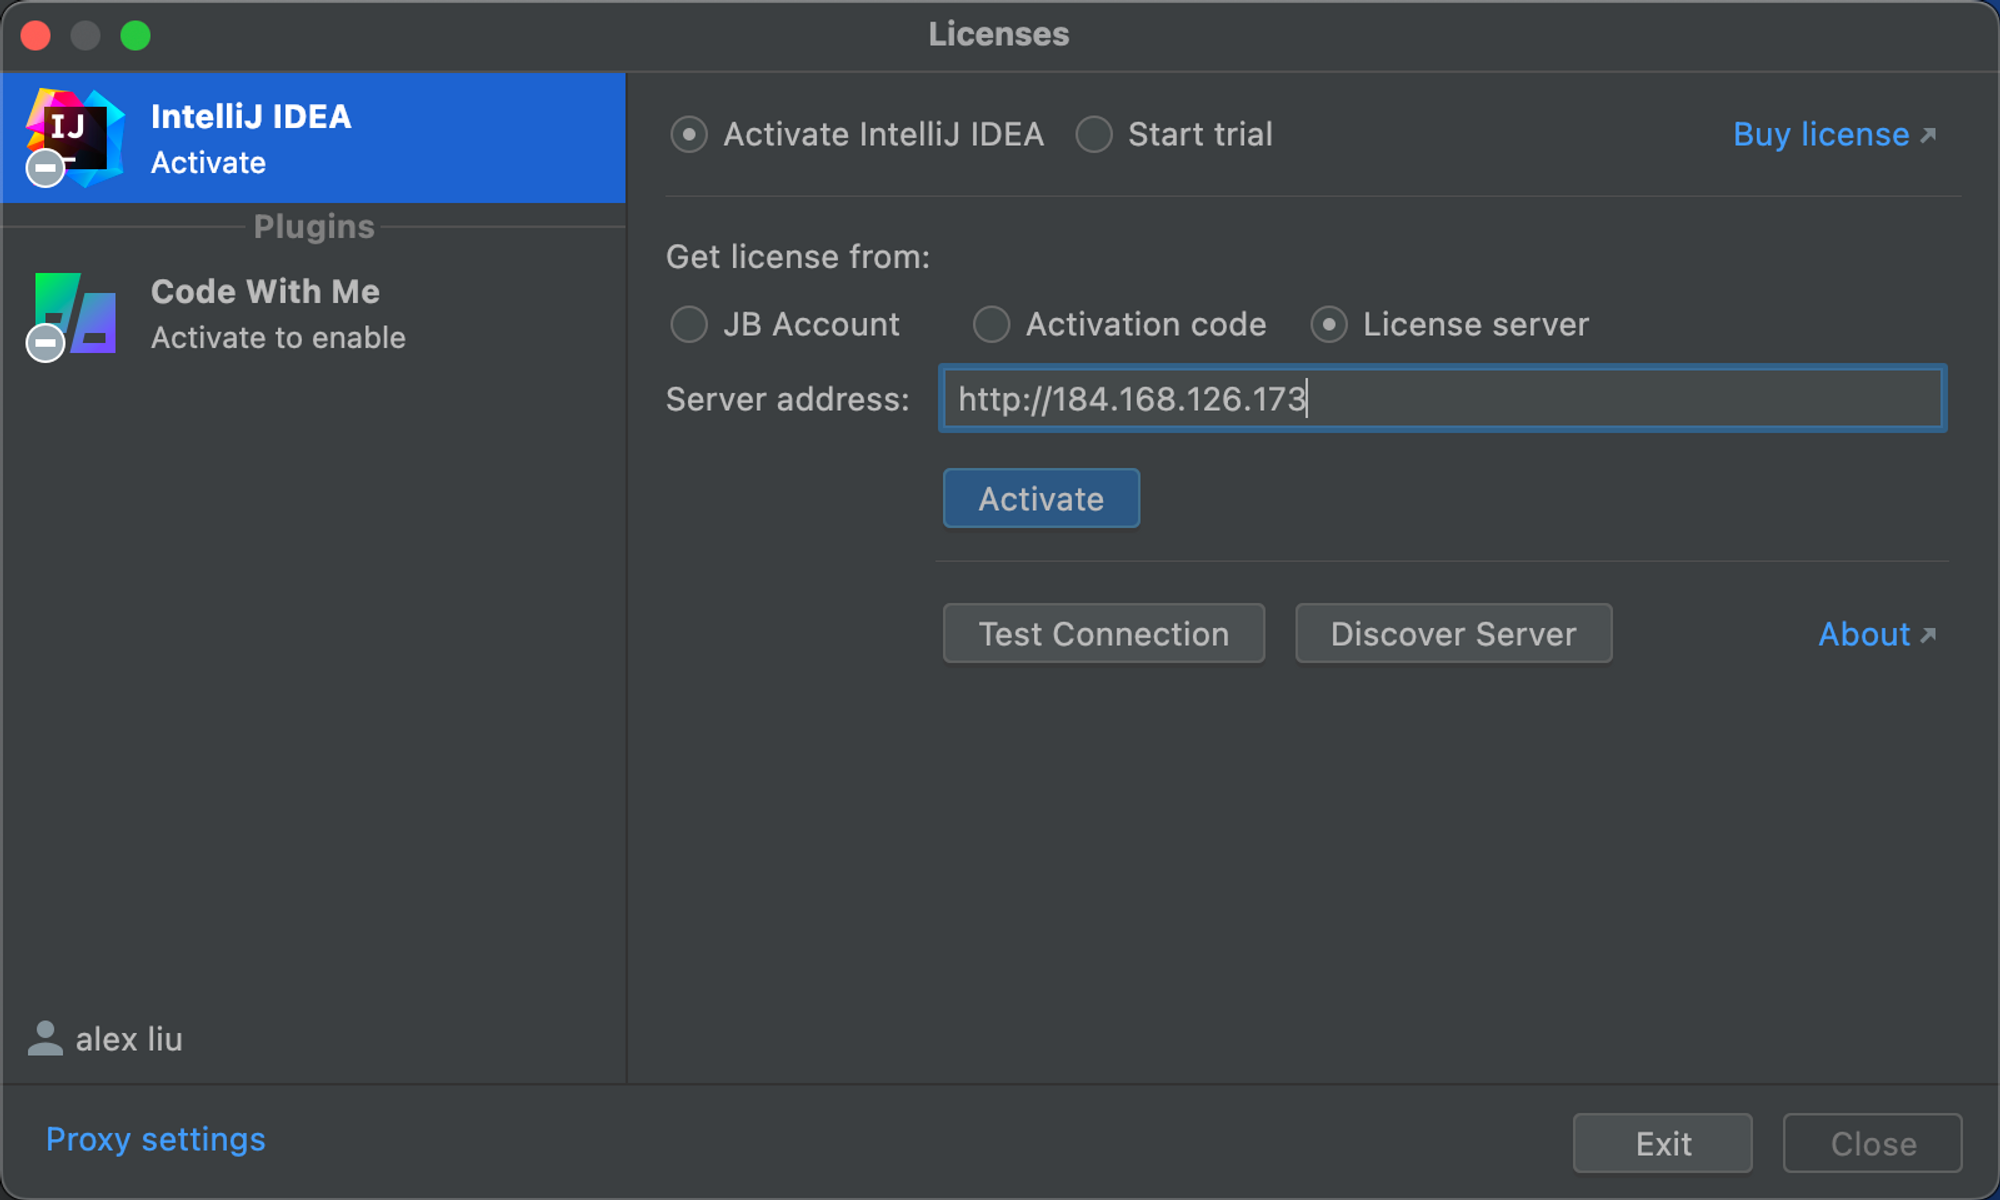 Licenses
IJ
IntelliJ IDEA
Activate
Plugins
Code With Me
Activate to enable
alex liu
Activate IntelliJ IDEA Start trial Buy license
Get license from:
JB Account Activation code License server
Server address: http://184.168.126.173
Activate
Test Connection Discover Server About
Proxy settings Exit Close